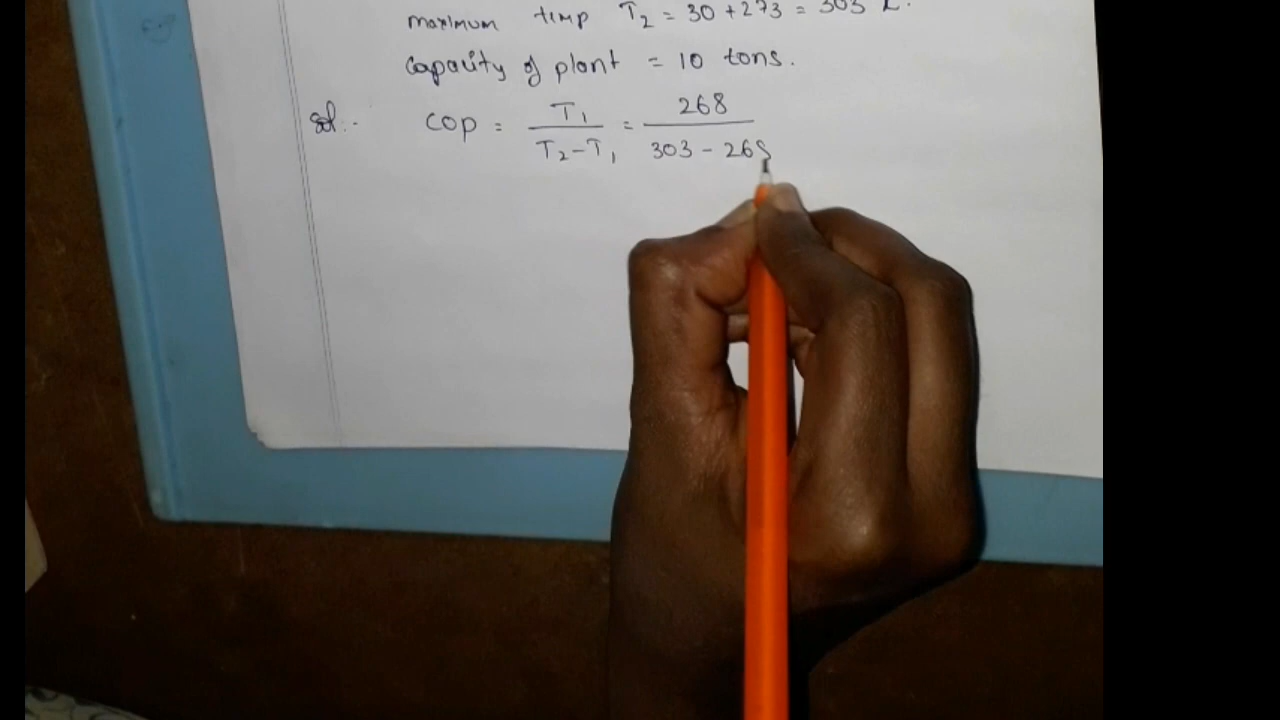 maximum temp T₂ = 30 + 273 = 303 K.
Capacity of plant = 10 tons.
Sol:- COP = T₁ / T₂ - T₁ = 268 / 303 - 268